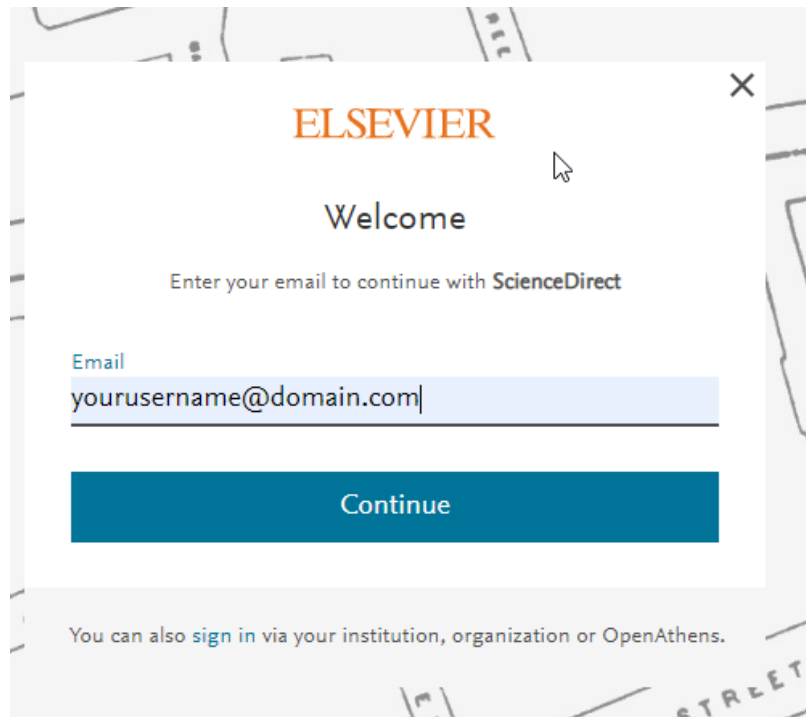 ELSEVIER
Welcome
Enter your email to continue with ScienceDirect
Email
yourusername@domain.com
Continue
You can also sign in via your institution, organization or OpenAthens.
STREET